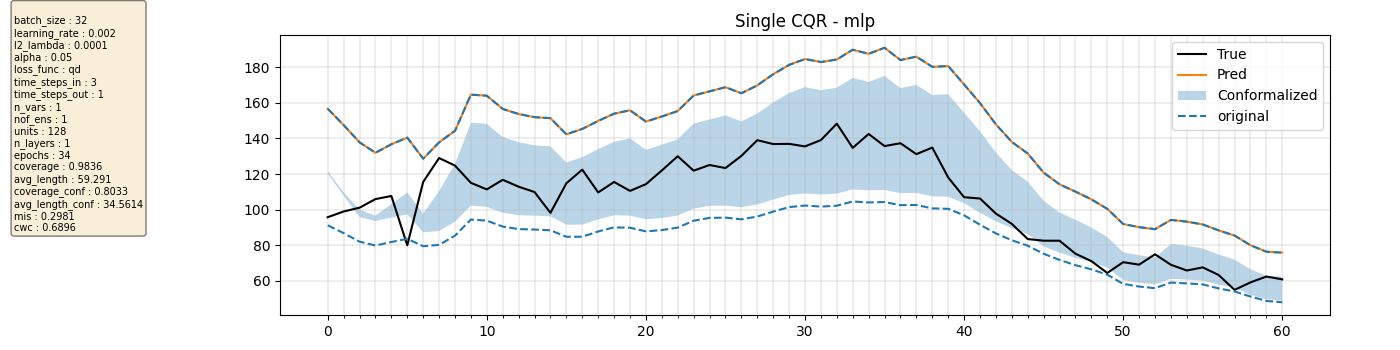 batch_size : 32
learning_rate : 0.002
l2_lambda : 0.0001
alpha : 0.05
loss_func : qd
time_steps_in : 3
time_steps_out : 1
n_vars : 1
nof_ens : 1
units : 128
n_layers : 1
epochs : 34
coverage : 0.9836
avg_length : 59.291
coverage_conf : 0.8033
avg_length_conf : 34.5614
mis : 0.2981
cwc : 0.6896
Single CQR - mlp
True
Pred
Conformalized
original
180
160
140
120
100
80
60
0 10 20 30 40 50 60